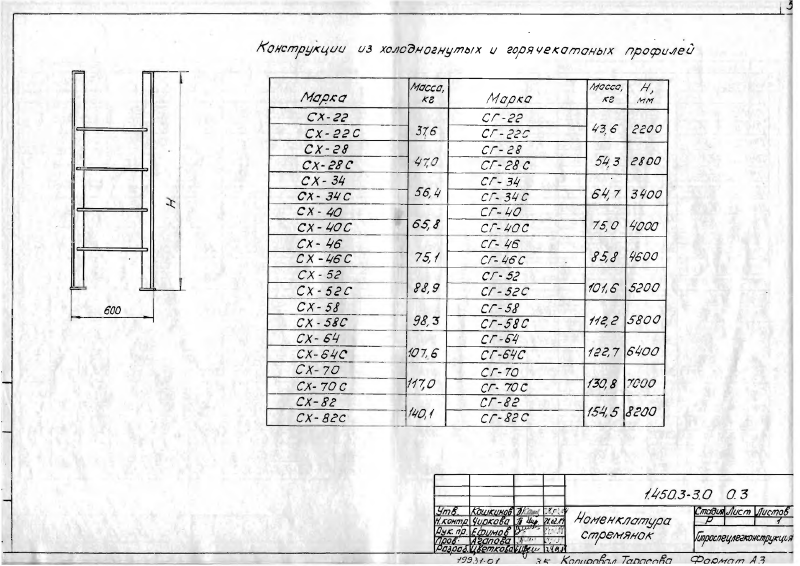 3
Конструкции из холодногнутых и горячекатаных профилей
Марка Масса, кг Марка Масса, кг Н, мм
СХ-22 СГ-22
СХ-22С 37,6 СГ-22С 43,6 2200
СХ-28 СГ-28
СХ-28С 47,0 СГ-28С 54,3 2800
СХ-34 СГ-34
СХ-34С 56,4 СГ-34С 64,7 3400
СХ-40 СГ-40
СХ-40С 65,8 СГ-40С 75,0 4000
СХ-46 СГ-46
СХ-46С 75,1 СГ-46С 85,8 4600
СХ-52 СГ-52
СХ-52С 88,9 СГ-52С 101,6 5200
СХ-58 СГ-58
СХ-58С 98,3 СГ-58С 112,2 5800
СХ-64 СГ-64
СХ-64С 107,6 СГ-64С 122,7 6400
СХ-70 СГ-70
СХ-70С 117,0 СГ-70С 130,8 7000
СХ-82 СГ-82
СХ-82С 140,1 СГ-82С 154,5 8200
Н
600
1.450.3-3.0 0.3
Утв. Кошкинов
Н.контр. Чиркова
Рук.пр. Ефимов
Пров. Агапова
Разраб. Цветкова
Номенклатура
стремянок
Стадия Лист Листов
Р 1
Гипроспецлегконструкция
19931-01 3К Копировал Тарасова Формат А3